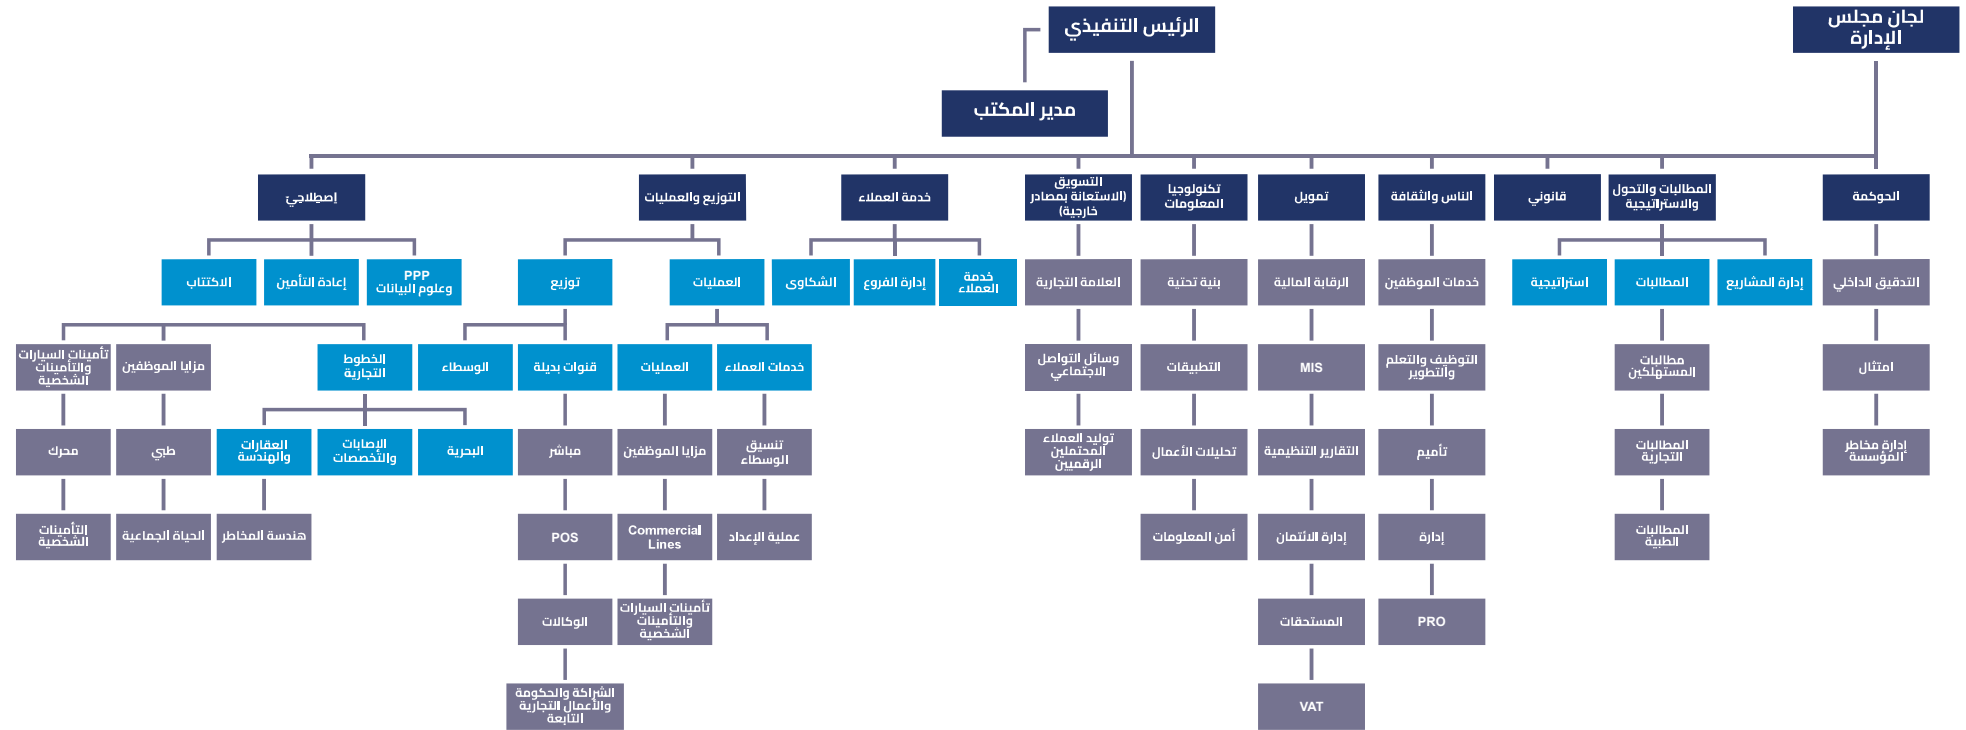 لجان مجلس
الإدارة
الرئيس التنفيذي
مدير المكتب
الحوكمة
المطالبات والتحول
والاستراتيجية
قانوني
الناس والثقافة
تمويل
تكنولوجيا
المعلومات
التسويق
(الاستعانة بمصادر
خارجية)
خدمة العملاء
التوزيع والعمليات
إصطِلاحِيّ
التدقيق الداخلي
إدارة المشاريع
المطالبات
استراتيجية
خدمات الموظفين
الرقابة المالية
بنية تحتية
العلامة التجارية
خدمة
العملاء
إدارة الفروع
الشكاوى
العمليات
توزيع
PPP
وعلوم البيانات
إعادة التأمين
الاكتتاب
امتثال
مطالبات
المستهلكين
التوظيف والتعلم
والتطوير
MIS
التطبيقات
وسائل التواصل
الاجتماعي
خدمات العملاء
العمليات
قنوات بديلة
الوسطاء
الخطوط
التجارية
مزايا الموظفين
تأمينات السيارات
والتأمينات
الشخصية
إدارة مخاطر
المؤسسة
المطالبات
التجارية
تأميم
التقارير التنظيمية
تحليلات الأعمال
توليد العملاء
المحتملين
الرقميين
تنسيق
الوسطاء
مزايا الموظفين
مباشر
البحرية
الإصابات
والتخصصات
العقارات
والهندسة
طبي
محرك
المطالبات
الطبية
إدارة
إدارة الائتمان
أمن المعلومات
عملية الإعداد
Commercial
Lines
POS
هندسة المخاطر
الحياة الجماعية
التأمينات
الشخصية
PRO
المستحقات
تأمينات السيارات
والتأمينات
الشخصية
الوكالات
VAT
الشراكة والحكومة
والأعمال التجارية
التابعة